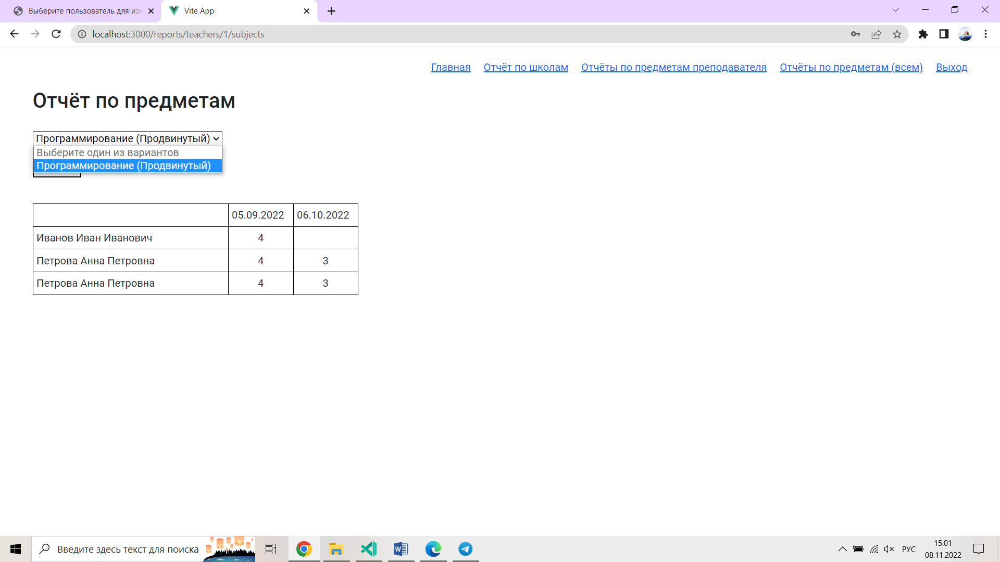 Выберите пользователь для изм
Vite App
localhost:3000/reports/teachers/1/subjects
Главная Отчёт по школам Отчёты по предметам преподавателя Отчёты по предметам (всем) Выход
Отчёт по предметам
Программирование (Продвинутый)
Выберите один из вариантов
Программирование (Продвинутый)
05.09.2022 06.10.2022
Иванов Иван Иванович 4
Петрова Анна Петровна 4 3
Петрова Анна Петровна 4 3
Введите здесь текст для поиска
РУС
15:01
08.11.2022